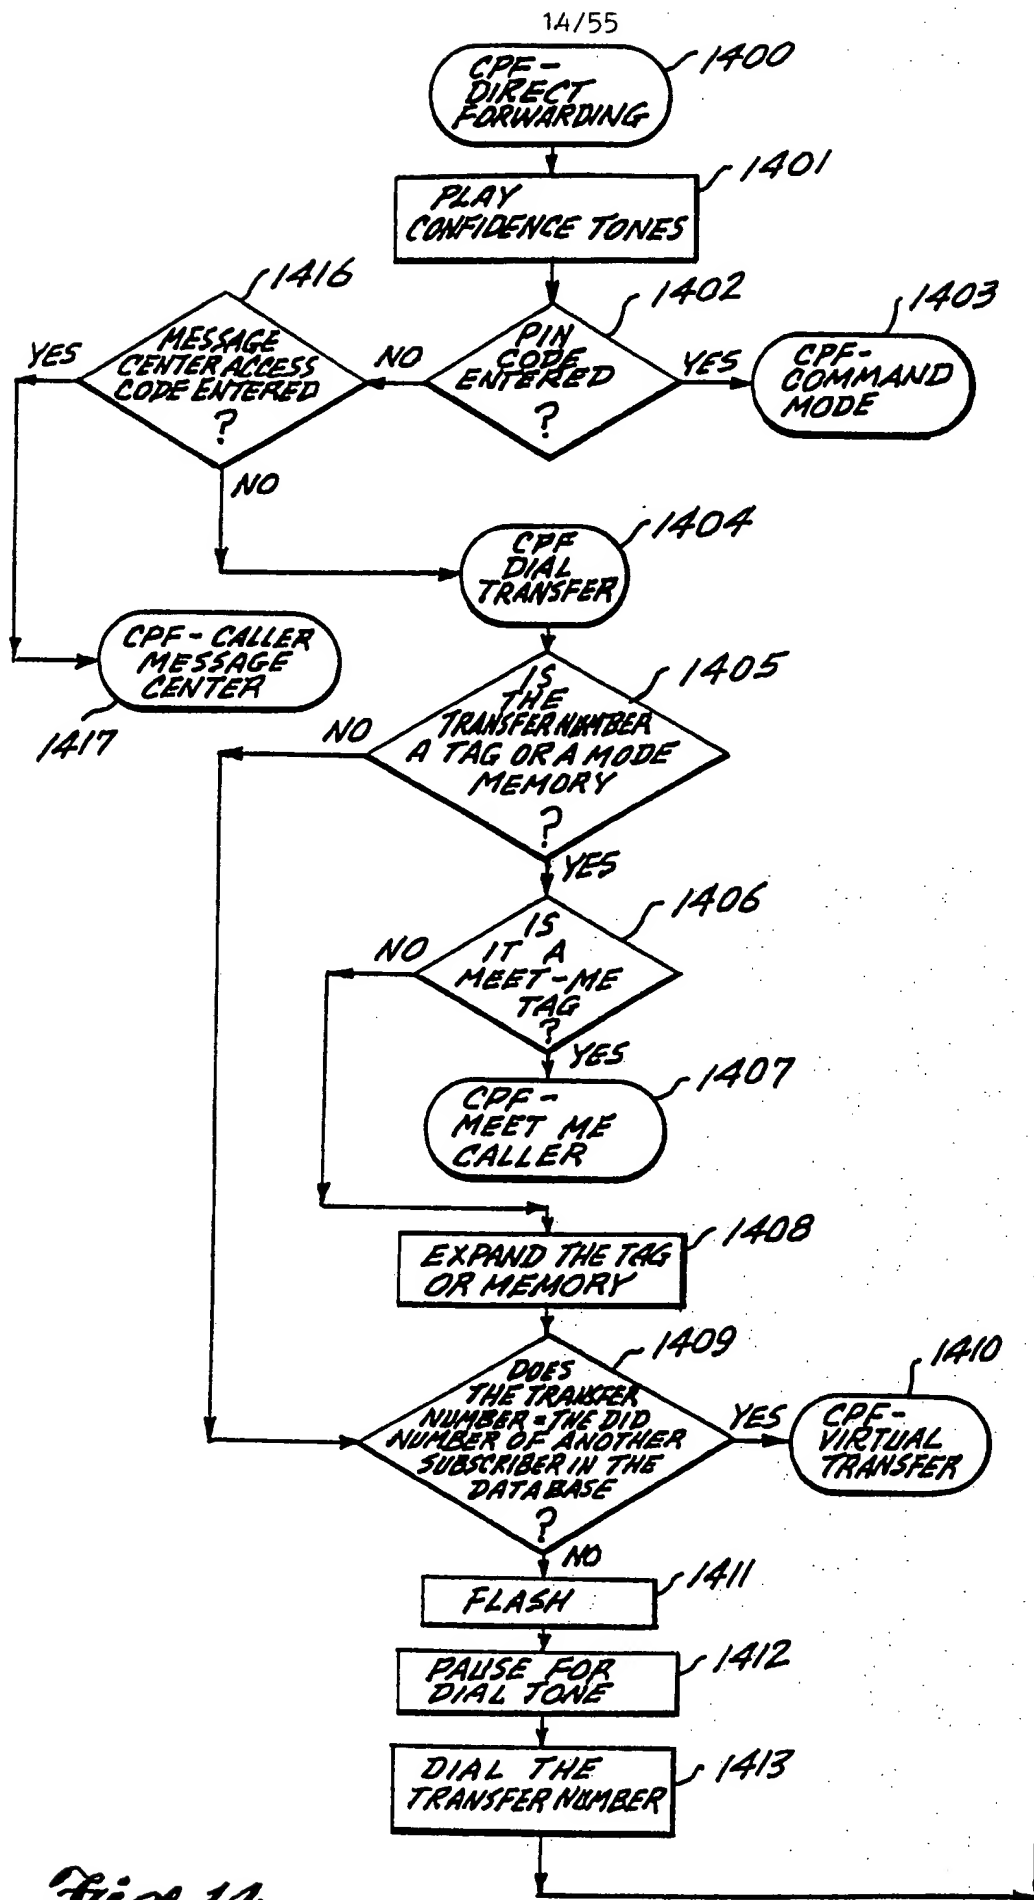 14/55
CPF-
DIRECT
FORWARDING
1400
PLAY
CONFIDENCE TONES
1401
1416
MESSAGE
CENTER ACCESS
CODE ENTERED
?
YES
NO
PIN
CODE
ENTERED
?
1402
YES
1403
CPF-
COMMAND
MODE
NO
CPF
DIAL
TRANSFER
1404
CPF-CALLER
MESSAGE
CENTER
1417
IS
THE
TRANSFER NUMBER
A TAG OR A MODE
MEMORY
?
1405
NO
YES
IS
IT A
MEET-ME
TAG
?
1406
NO
YES
CPF-
MEET ME
CALLER
1407
EXPAND THE TAG
OR MEMORY
1408
DOES
THE TRANSFER
NUMBER = THE DID
NUMBER OF ANOTHER
SUBSCRIBER IN THE
DATABASE
?
1409
YES
1410
CPF-
VIRTUAL
TRANSFER
NO
FLASH
1411
PAUSE FOR
DIAL TONE
1412
DIAL THE
TRANSFER NUMBER
1413